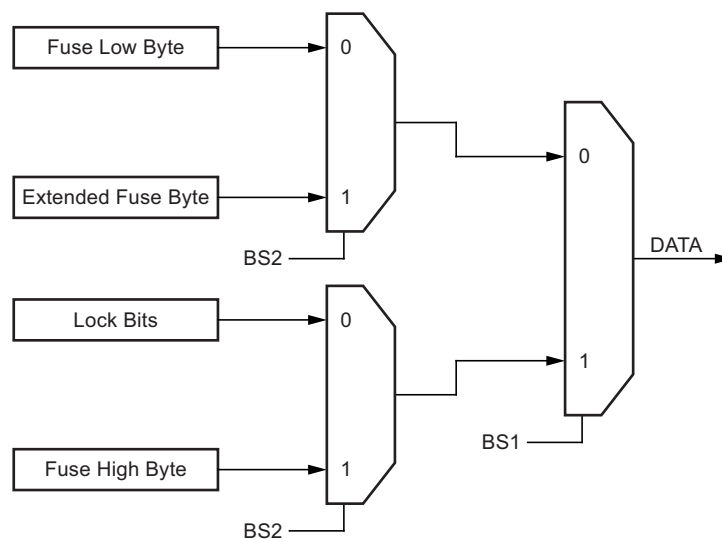 Fuse Low Byte
0
Extended Fuse Byte
1
BS2
0
DATA
Lock Bits
0
1
BS1
Fuse High Byte
1
BS2